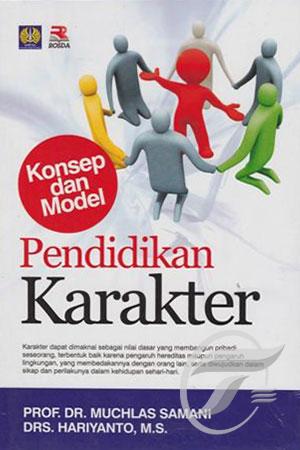 ROSDA
Konsep
dan
Model
Pendidikan
Karakter
Karakter dapat dimaknai sebagai nilai dasar yang membangun pribadi
seseorang, terbentuk baik karena pengaruh hereditas maupun pengaruh
lingkungan, yang membedakannya dengan orang lain, serta diwujudkan dalam
sikap dan perilakunya dalam kehidupan sehari-hari.
PROF. DR. MUCHLAS SAMANI
DRS. HARIYANTO, M.S.